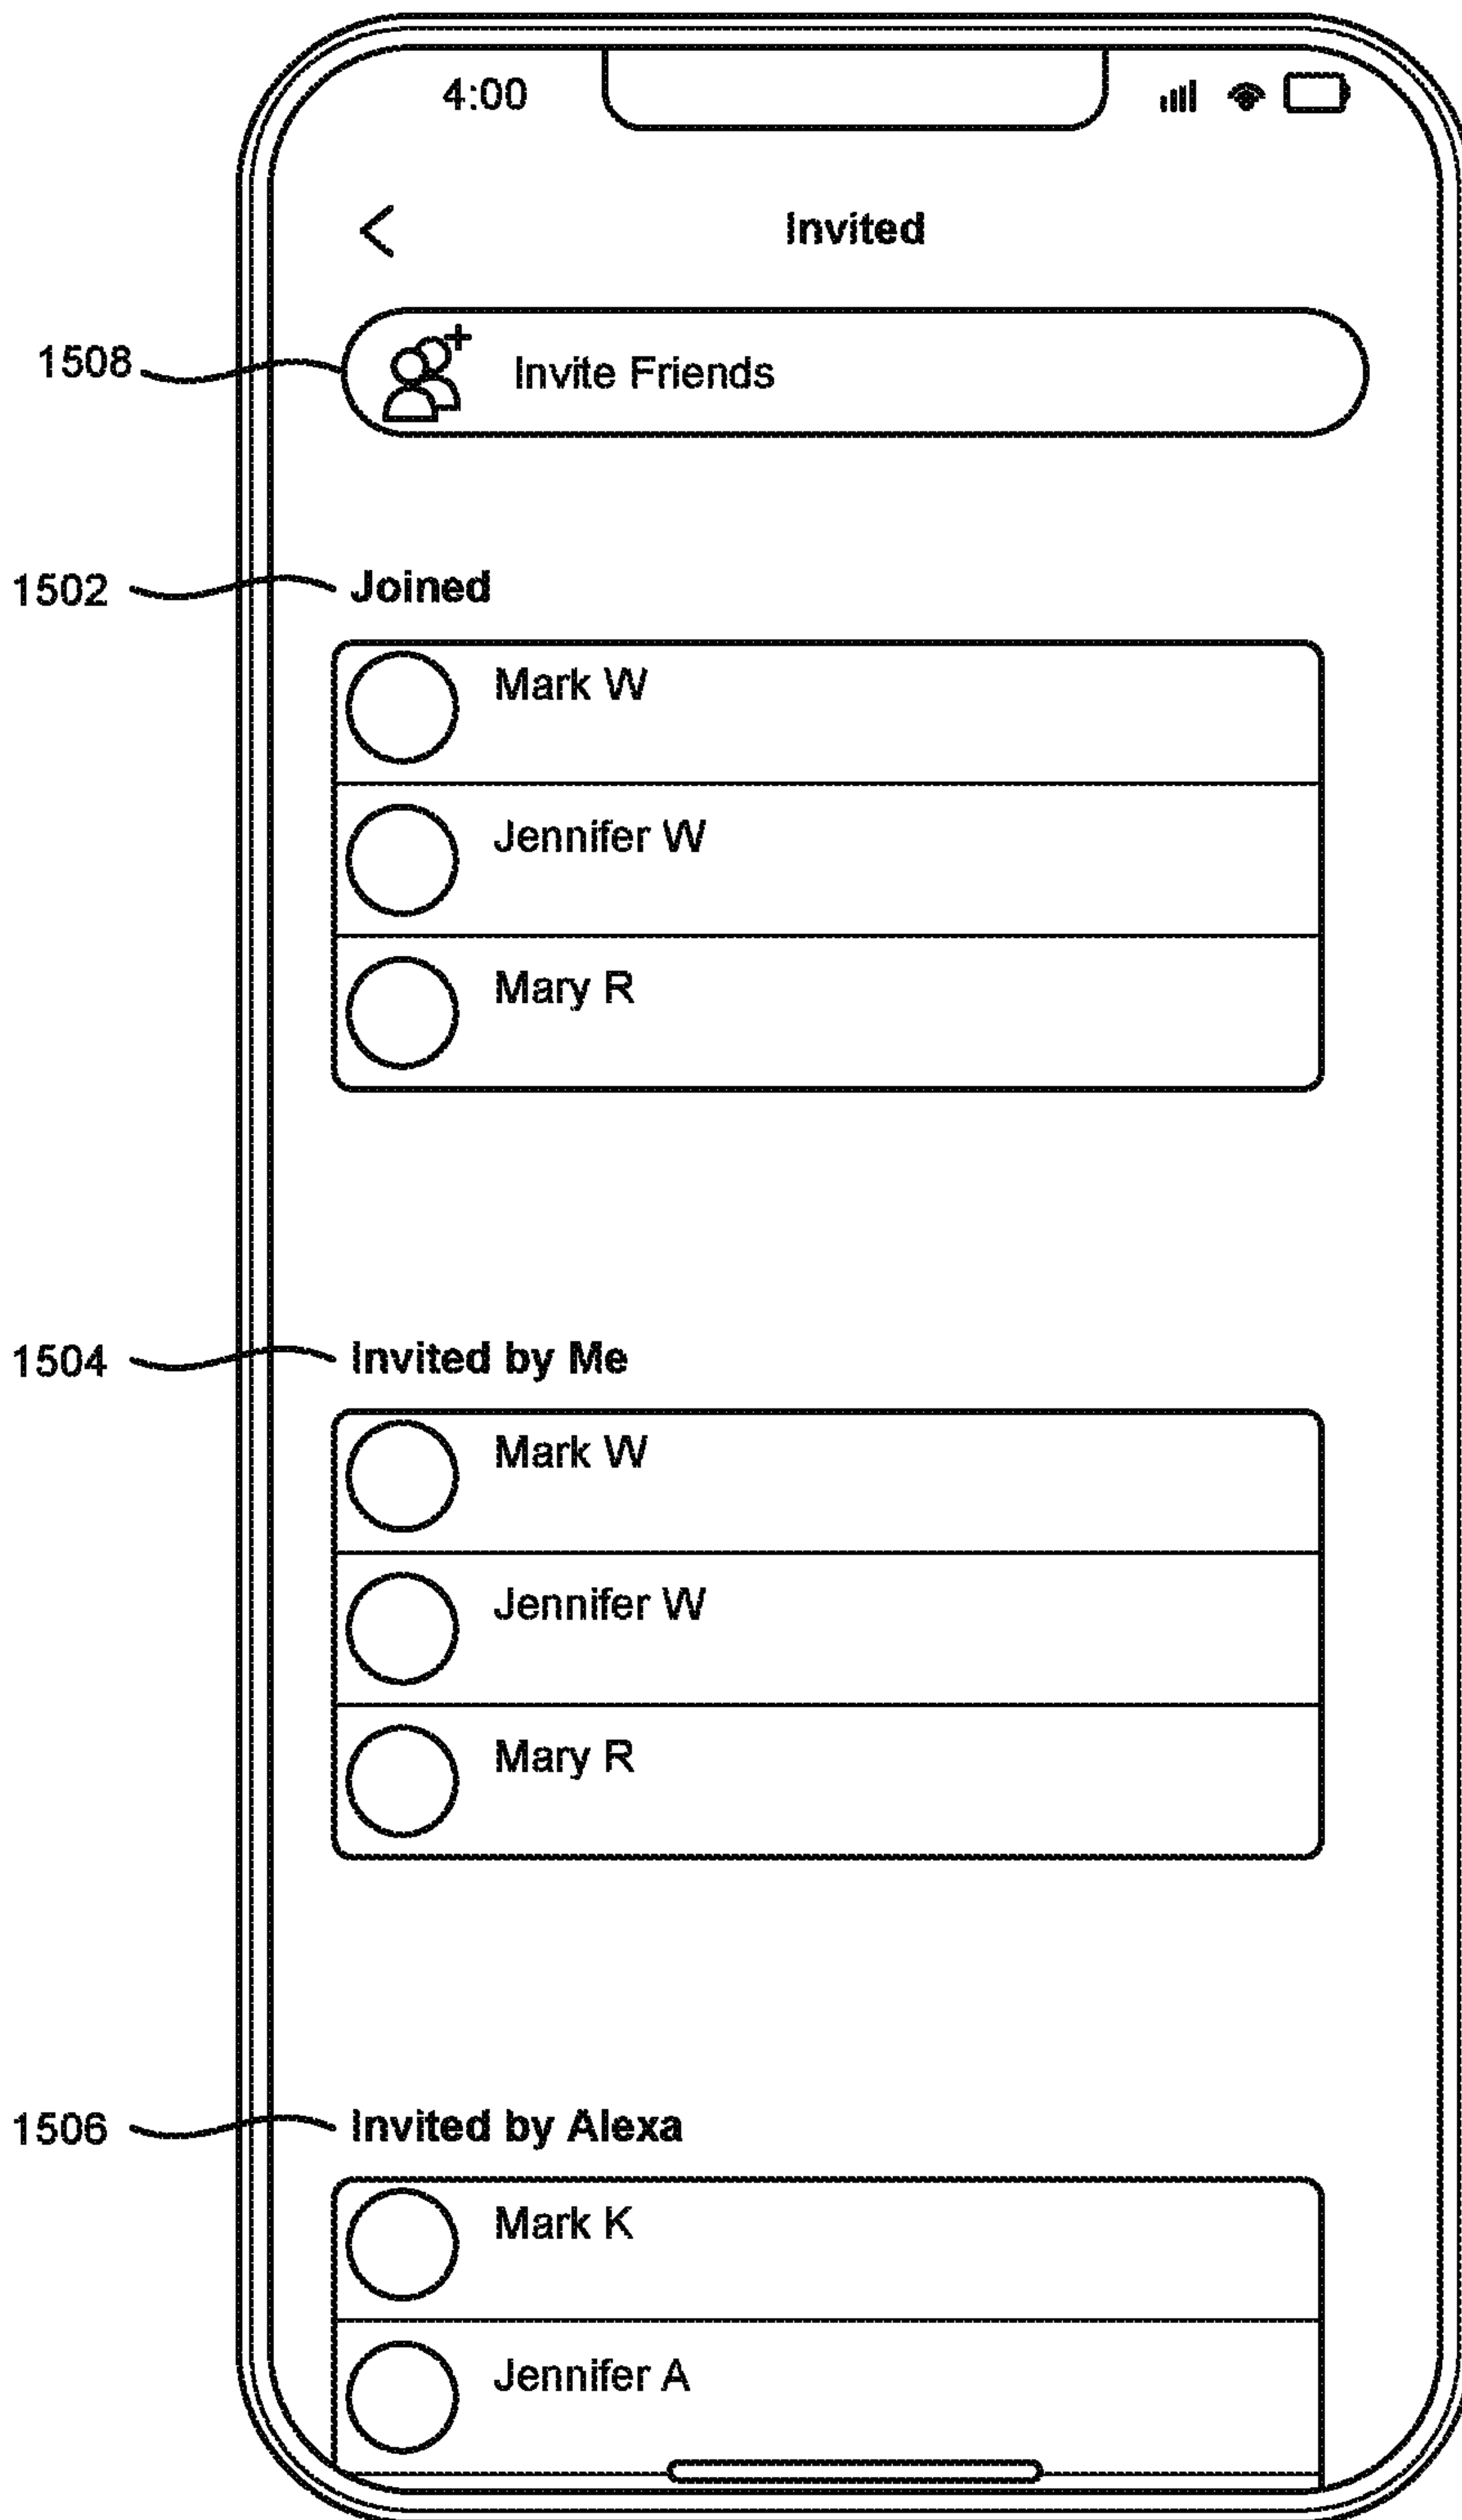 4:00
Invited
1508
Invite Friends
1502
Joined
Mark W
Jennifer W
Mary R
1504
Invited by Me
Mark W
Jennifer W
Mary R
1506
Invited by Alexa
Mark K
Jennifer A